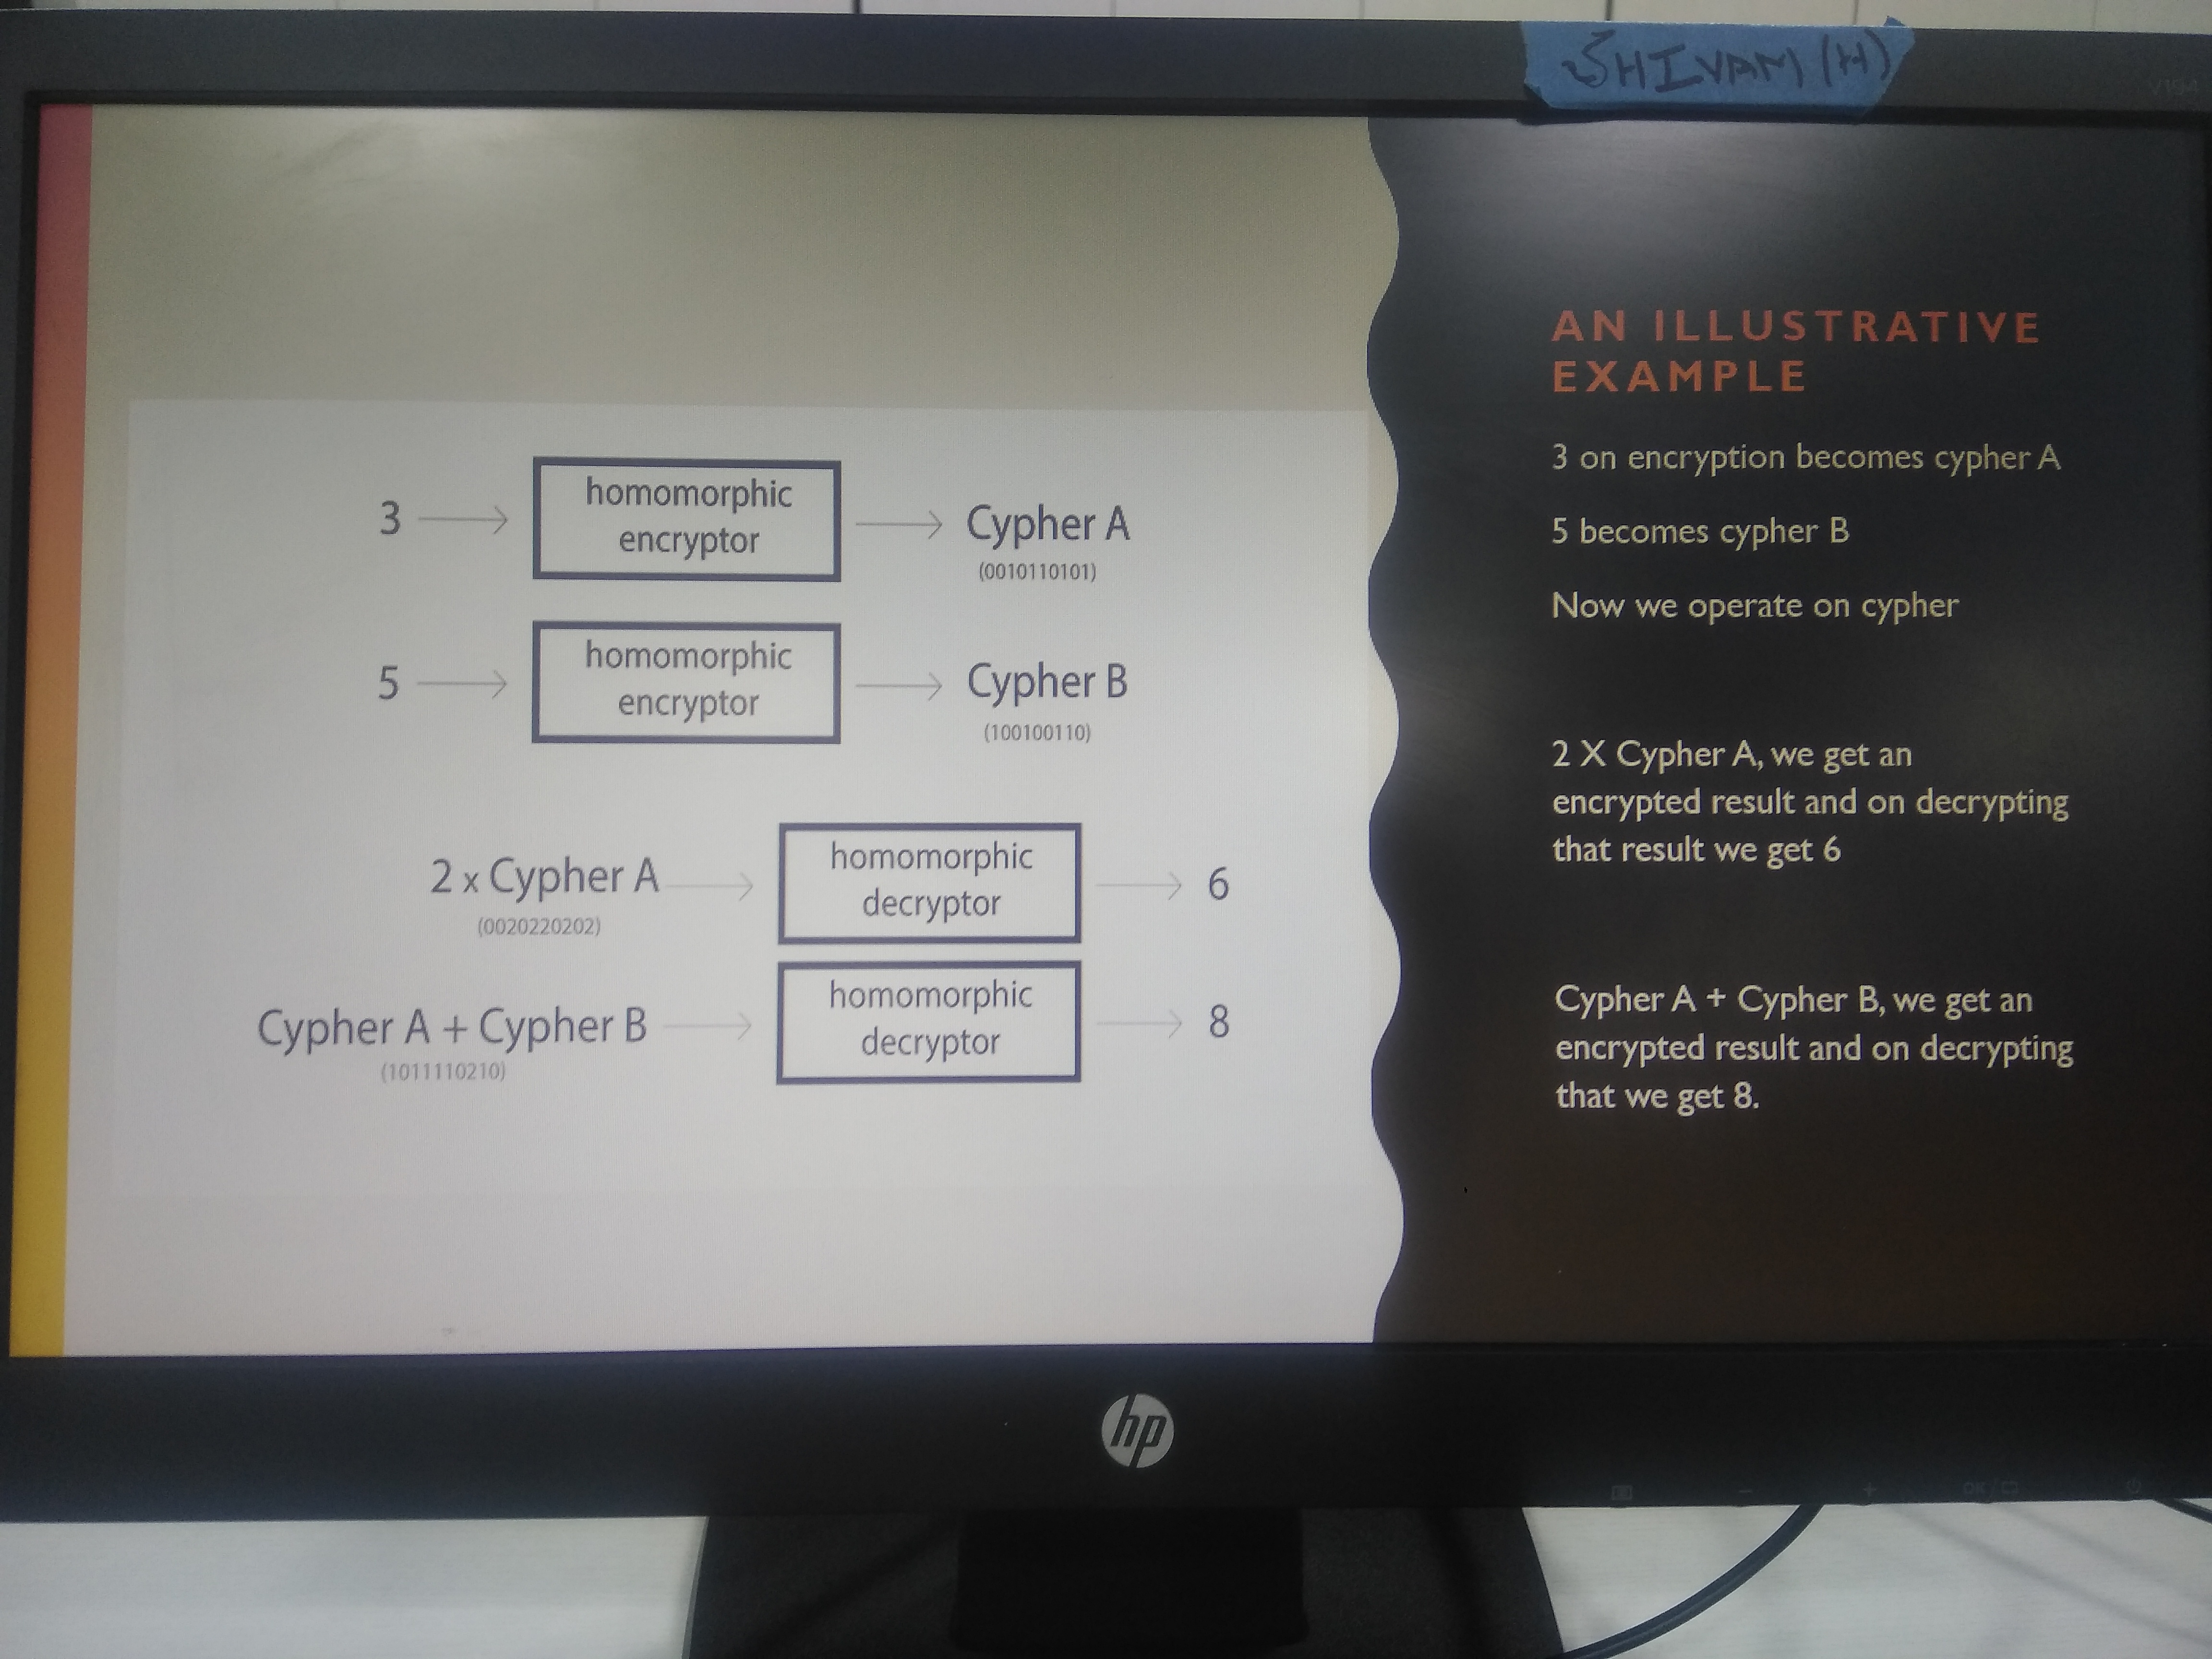 SHIVAM (H)
3
homomorphic
encryptor
Cypher A
(0010110101)
5
homomorphic
encryptor
Cypher B
(100100110)
2 x Cypher A
(0020220202)
homomorphic
decryptor
6
Cypher A + Cypher B
(1011110210)
homomorphic
decryptor
8
AN ILLUSTRATIVE
EXAMPLE
3 on encryption becomes cypher A
5 becomes cypher B
Now we operate on cypher
2 X Cypher A, we get an
encrypted result and on decrypting
that result we get 6
Cypher A + Cypher B, we get an
encrypted result and on decrypting
that we get 8.
hp